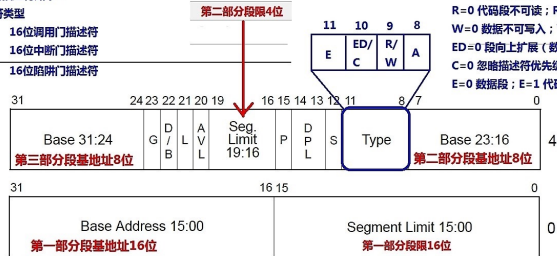 符类型
16位调用门描述符
16位中断门描述符
16位陷阱门描述符
第二部分段限4位
11 10 9 8
E ED/C R/W A
R=0 代码段不可读；
W=0 数据不可写入；
ED=0 段向上扩展（
C=0 忽略描述符优先级
E=0 数据段；E=1 代码
31 24 23 22 21 20 19 16 15 14 13 12 11 8 7 0
Base 31:24 G D/B L AVL Seg. Limit 19:16 P DPL S Type Base 23:16 4
第三部分段基地址8位 第二部分段基地址8位
31 16 15 0
Base Address 15:00 Segment Limit 15:00 0
第一部分段基地址16位 第一部分段限16位